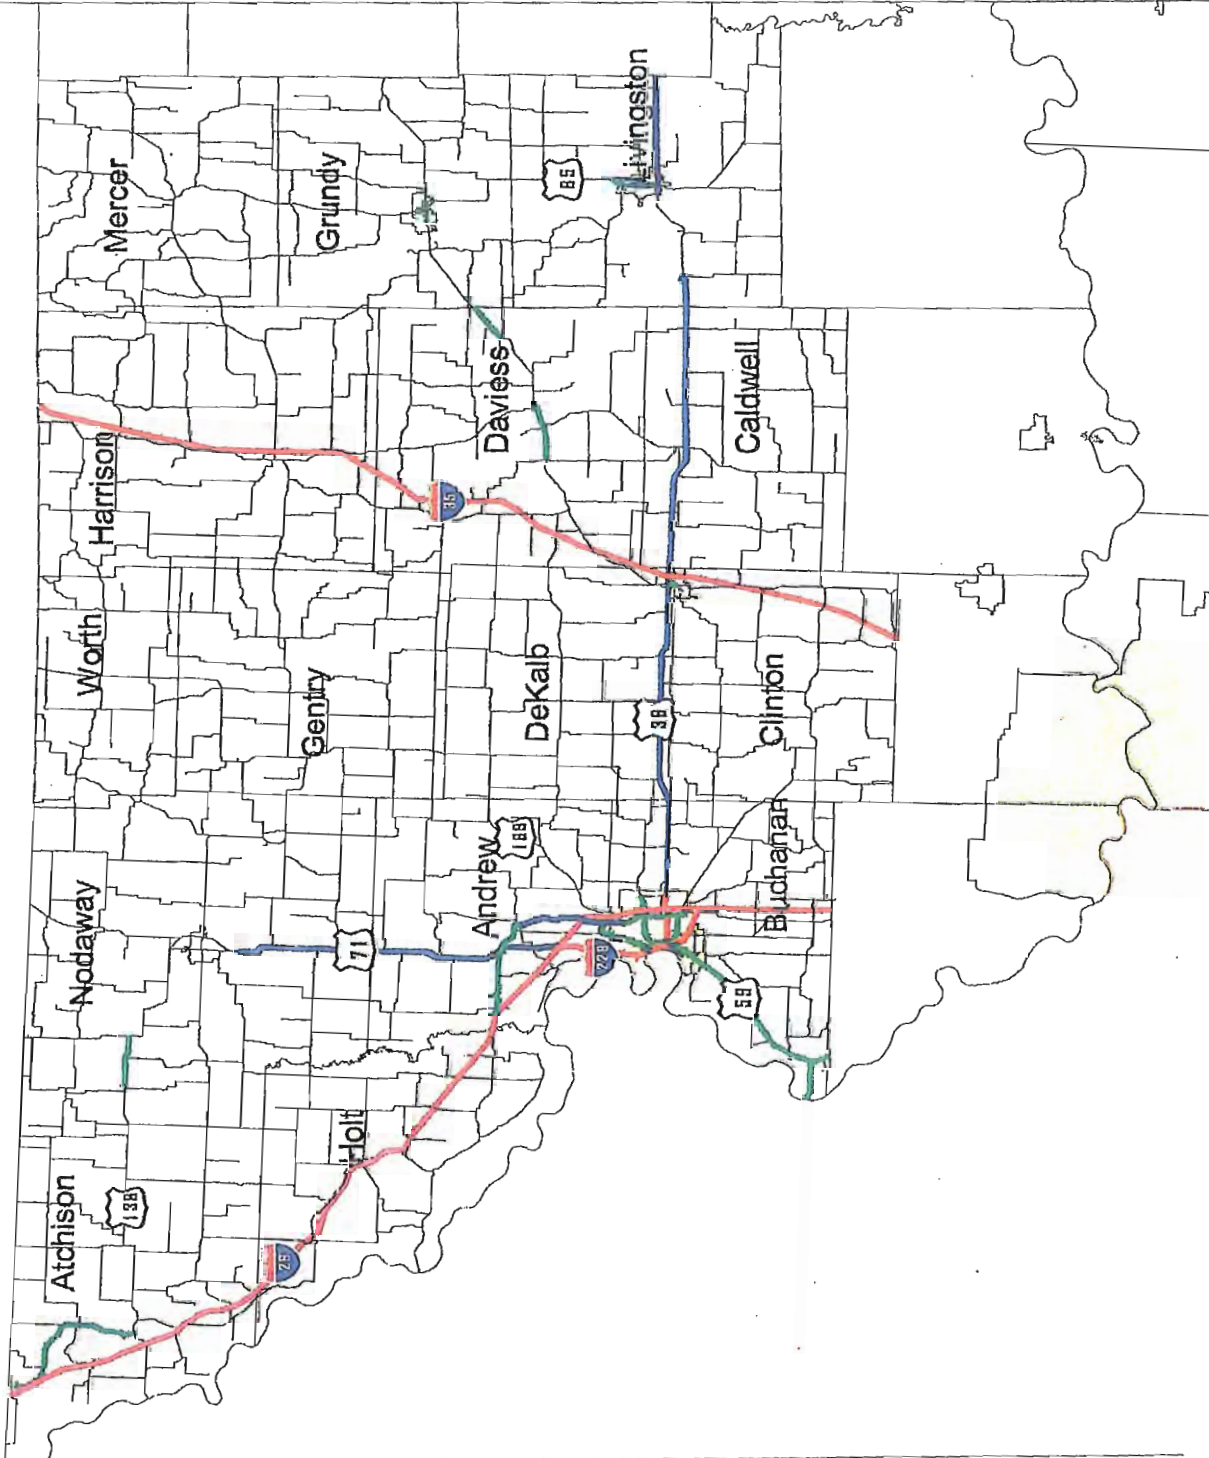 Atchison
Nodaway
Worth
Harrison
Mercer
136
29
Holt
71
Gentry
Grundy
35
Andrew
169
DeKalb
Daviess
65
229
36
Livingston
59
Buchanan
Clinton
Caldwell